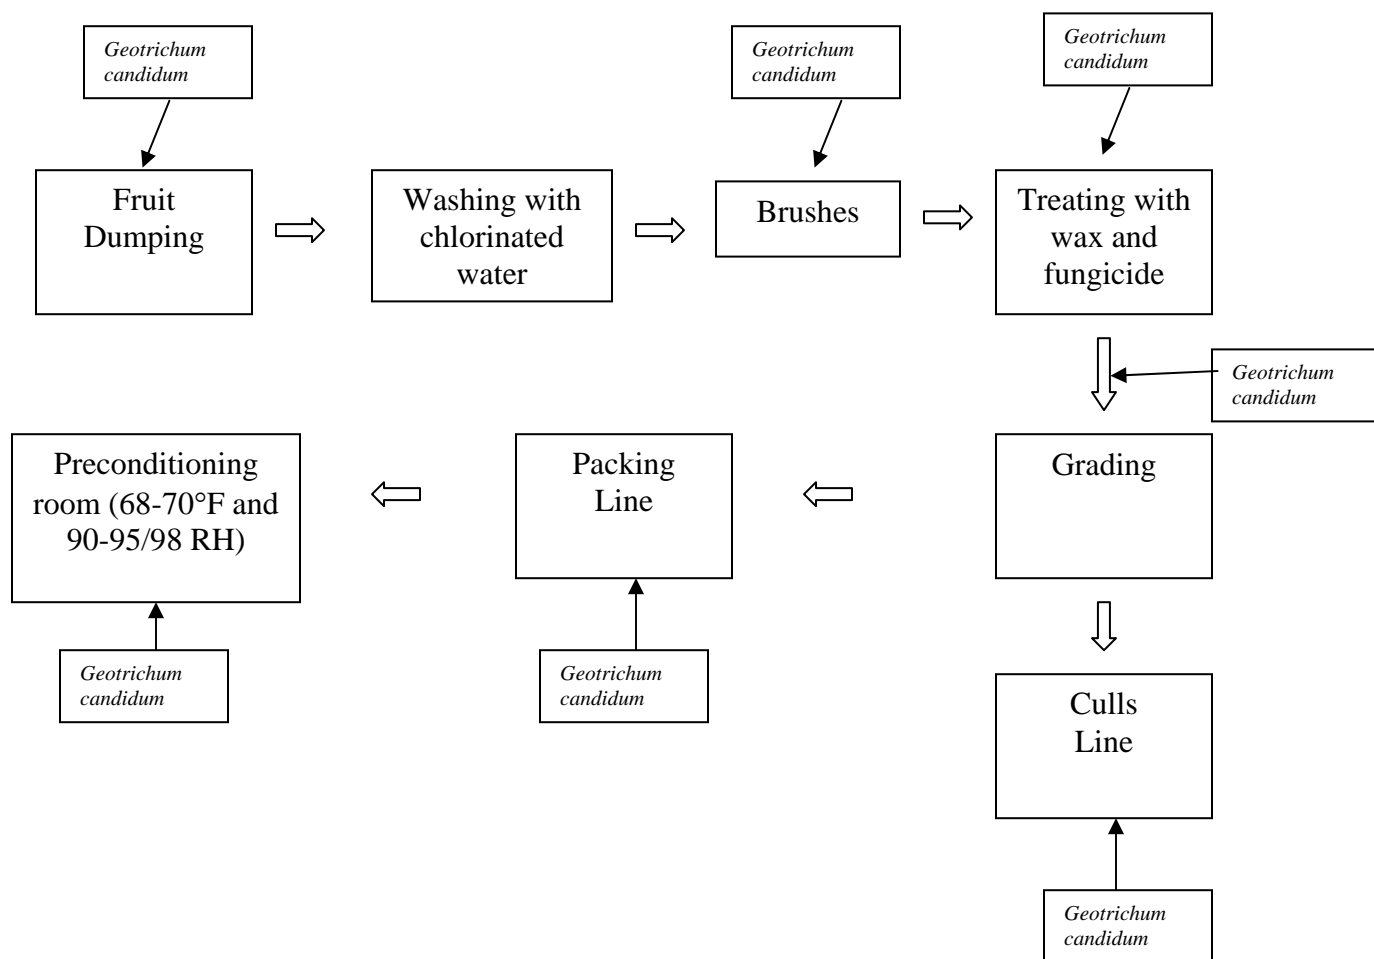 Geotrichum
candidum
Geotrichum
candidum
Geotrichum
candidum
Fruit
Dumping
Washing with
chlorinated
water
Brushes
Treating with
wax and
fungicide
Geotrichum
candidum
Preconditioning
room (68-70°F and
90-95/98 RH)
Packing
Line
Grading
Geotrichum
candidum
Geotrichum
candidum
Culls
Line
Geotrichum
candidum